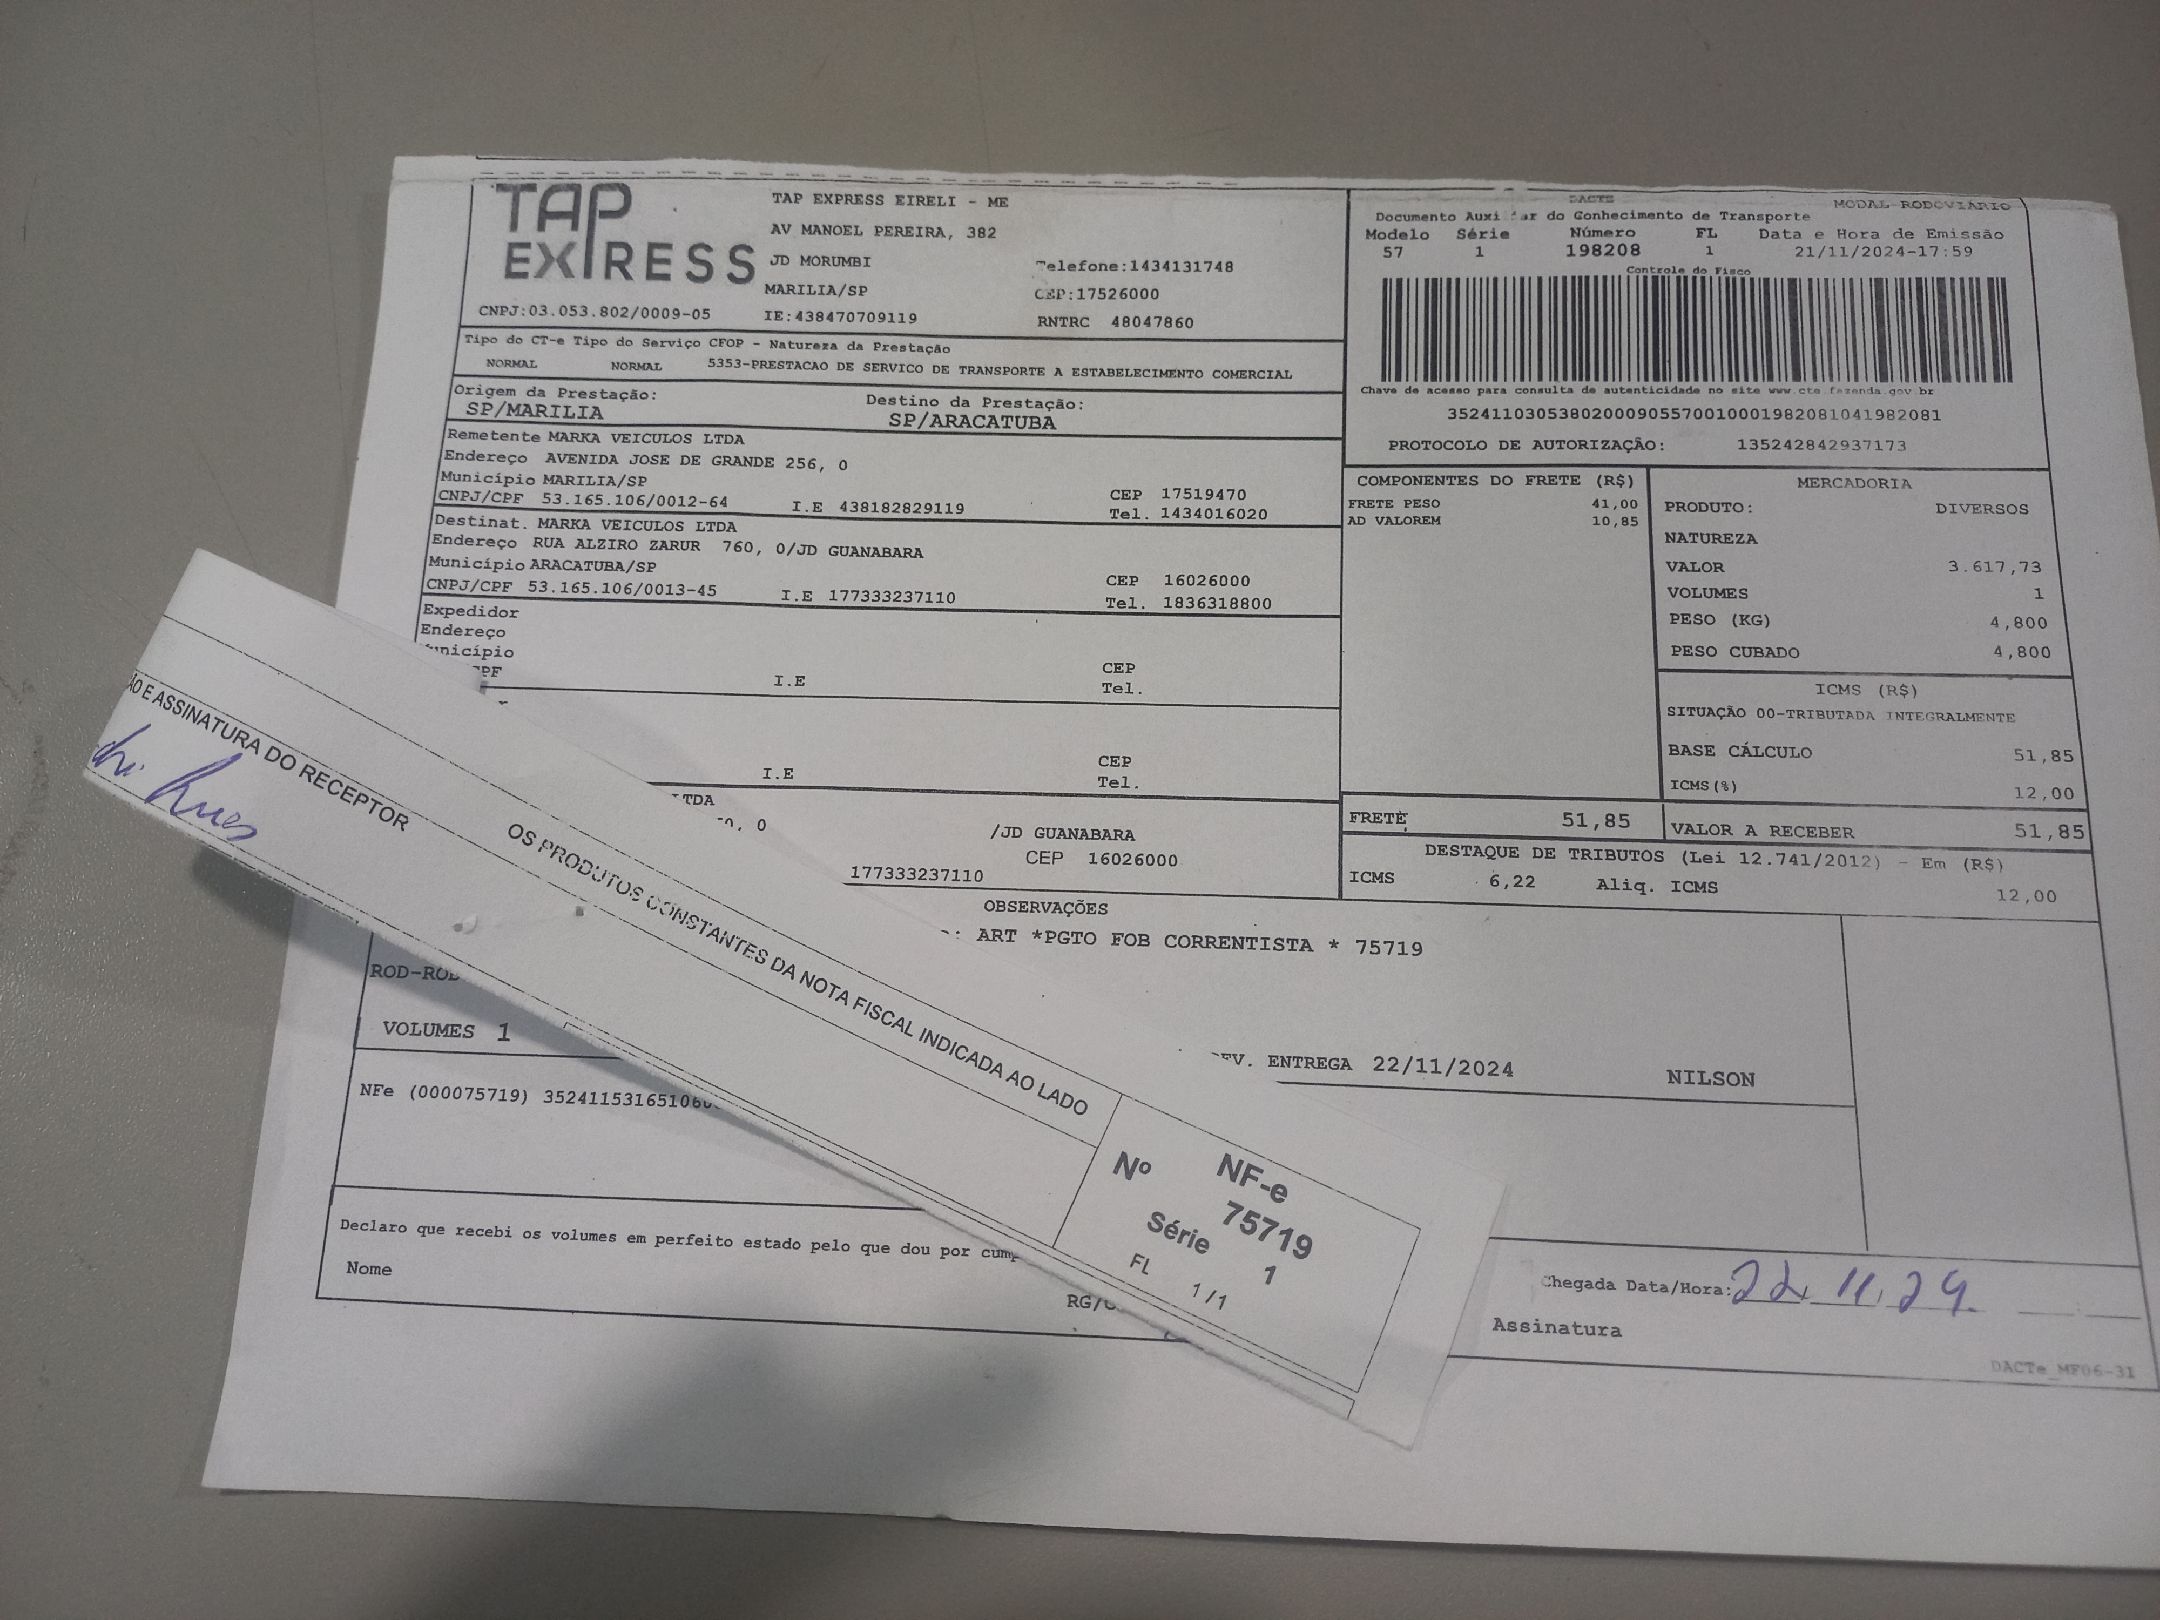 TAP EXPRESS
TAP EXPRESS EIRELI - ME
AV MANOEL PEREIRA, 382
JD MORUMBI
Telefone:1434131748
MARILIA/SP
CEP:17526000
CNPJ:03.053.802/0009-05
IE:438470709119
RNTRC 48047860
DACTE
MODAL RODOVIÁRIO
Documento Auxiliar do Conhecimento de Transporte
Modelo Série Número FL Data e Hora de Emissão
57 1 198208 1 21/11/2024-17:59
Controle do Fisco
Chave de acesso para consulta de autenticidade no site www.cte.fazenda.gov.br
35241103053802000905570010001982081041982081
PROTOCOLO DE AUTORIZAÇÃO: 135242842937173
Tipo do CT-e Tipo do Serviço CFOP - Natureza da Prestação
NORMAL NORMAL 5353-PRESTACAO DE SERVICO DE TRANSPORTE A ESTABELECIMENTO COMERCIAL
Origem da Prestação: Destino da Prestação:
SP/MARILIA SP/ARACATUBA
Remetente MARKA VEICULOS LTDA
Endereço AVENIDA JOSE DE GRANDE 256, 0
Município MARILIA/SP CEP 17519470
CNPJ/CPF 53.165.106/0012-64 I.E 438182829119 Tel. 1434016020
Destinat. MARKA VEICULOS LTDA
Endereço RUA ALZIRO ZARUR 760, 0/JD GUANABARA
Município ARACATUBA/SP CEP 16026000
CNPJ/CPF 53.165.106/0013-45 I.E 177333237110 Tel. 1836318800
Expedidor
Endereço
Município CEP
CPF I.E Tel.
CEP
I.E Tel.
LTDA
0 /JD GUANABARA
CEP 16026000
177333237110
COMPONENTES DO FRETE (R$)
FRETE PESO 41,00
AD VALOREM 10,85
MERCADORIA
PRODUTO: DIVERSOS
NATUREZA
VALOR 3.617,73
VOLUMES 1
PESO (KG) 4,800
PESO CUBADO 4,800
ICMS (R$)
SITUAÇÃO 00-TRIBUTADA INTEGRALMENTE
BASE CÁLCULO 51,85
ICMS(%) 12,00
FRETE 51,85 VALOR A RECEBER 51,85
DESTAQUE DE TRIBUTOS (Lei 12.741/2012) - Em (R$)
ICMS 6,22 Aliq. ICMS 12,00
OBSERVAÇÕES
: ART *PGTO FOB CORRENTISTA * 75719
ROD-ROD
VOLUMES 1
EV. ENTREGA 22/11/2024 NILSON
NFe (000075719) 352411531651060
Declaro que recebi os volumes em perfeito estado pelo que dou por cump
Nome
RG/
Chegada Data/Hora: 22 11 24
Assinatura
DACTe_MF06-31
ÃO E ASSINATURA DO RECEPTOR
OS PRODUTOS CONSTANTES DA NOTA FISCAL INDICADA AO LADO
NF-e
Nº 75719
Série 1
FL 1/1